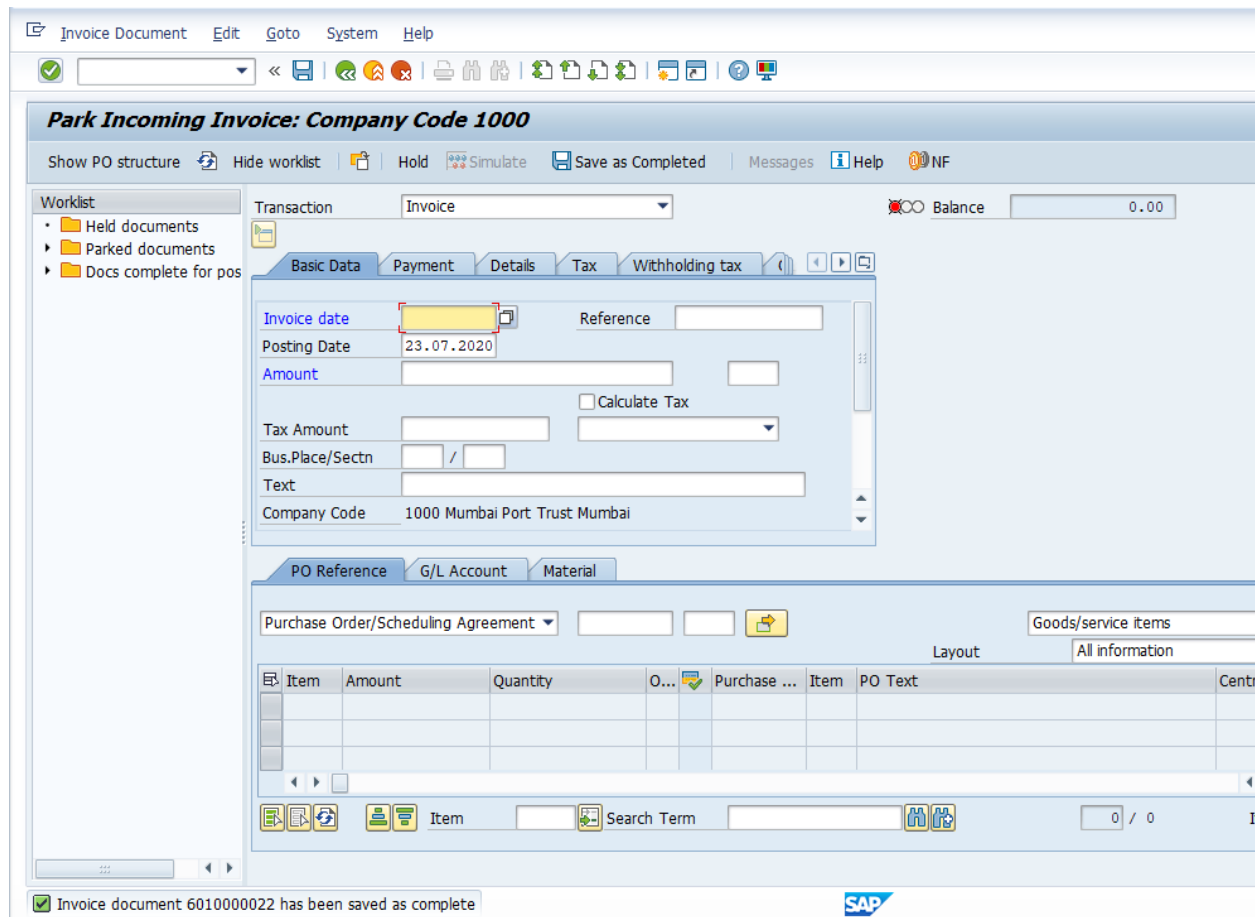 Invoice Document Edit Goto System Help
Park Incoming Invoice: Company Code 1000
Show PO structure Hide worklist Hold Simulate Save as Completed Messages Help NF
Worklist
Held documents
Parked documents
Docs complete for pos
Transaction Invoice Balance 0.00
Basic Data Payment Details Tax Withholding tax
Invoice date Reference
Posting Date 23.07.2020
Amount
Calculate Tax
Tax Amount
Bus.Place/Sectn /
Text
Company Code 1000 Mumbai Port Trust Mumbai
PO Reference G/L Account Material
Purchase Order/Scheduling Agreement Goods/service items
Layout All information
Item Amount Quantity O... Purchase ... Item PO Text Centr
Item Search Term 0 / 0
Invoice document 6010000022 has been saved as complete SAP